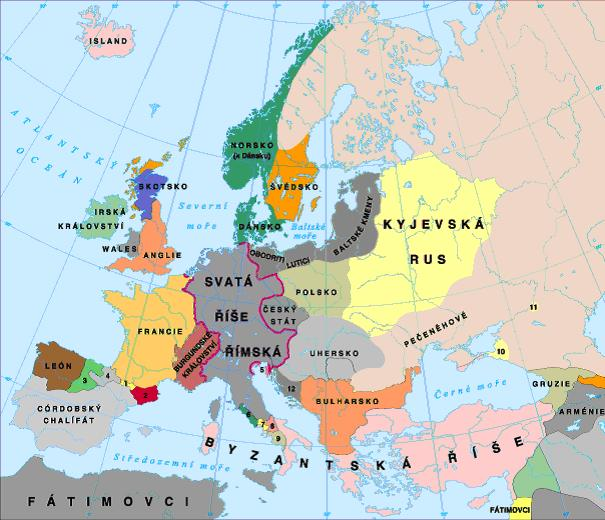 ISLAND
ATLANTSKÝ
OCEÁN
NORSKO
(k Dánsku)
ŠVÉDSKO
SKOTSKO
IRSKÁ
KRÁLOVSTVÍ
Severní
moře
DÁNSKO
Baltské
moře
BALTSKÉ KMENY
KYJEVSKÁ
RUS
WALES
ANGLIE
OBODRITI
LUTICI
SVATÁ
ŘÍŠE
ŘÍMSKÁ
POLSKO
ČESKÝ
STÁT
FRANCIE
BURGUNDSKÉ
KRÁLOVSTVÍ
PEČENĚHOVÉ
11
10
UHERSKO
LEÓN
3
4
1
2
5
12
6
7
8
9
CÓRDOBSKÝ
CHALÍFÁT
BULHARSKO
Černé moře
GRUZIE
ARMÉNIE
BYZANTSKÁ ŘÍŠE
Středozemní moře
FÁTIMOVCI
FÁTIMOVCI